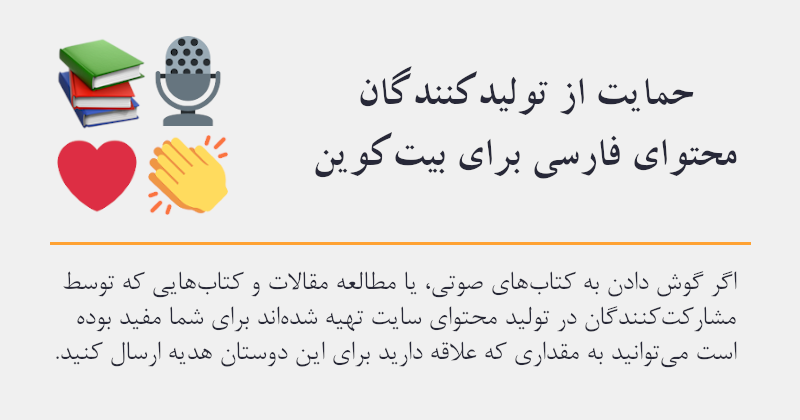 حمایت از تولیدکنندگان
محتوای فارسی برای بیت‌کوین
اگر گوش دادن به کتاب‌های صوتی، یا مطالعه مقالات و کتاب‌هایی که توسط
مشارکت‌کنندگان در تولید محتوای سایت تهیه شده‌اند برای شما مفید بوده
است می‌توانید به مقداری که علاقه دارید برای این دوستان هدیه ارسال کنید.